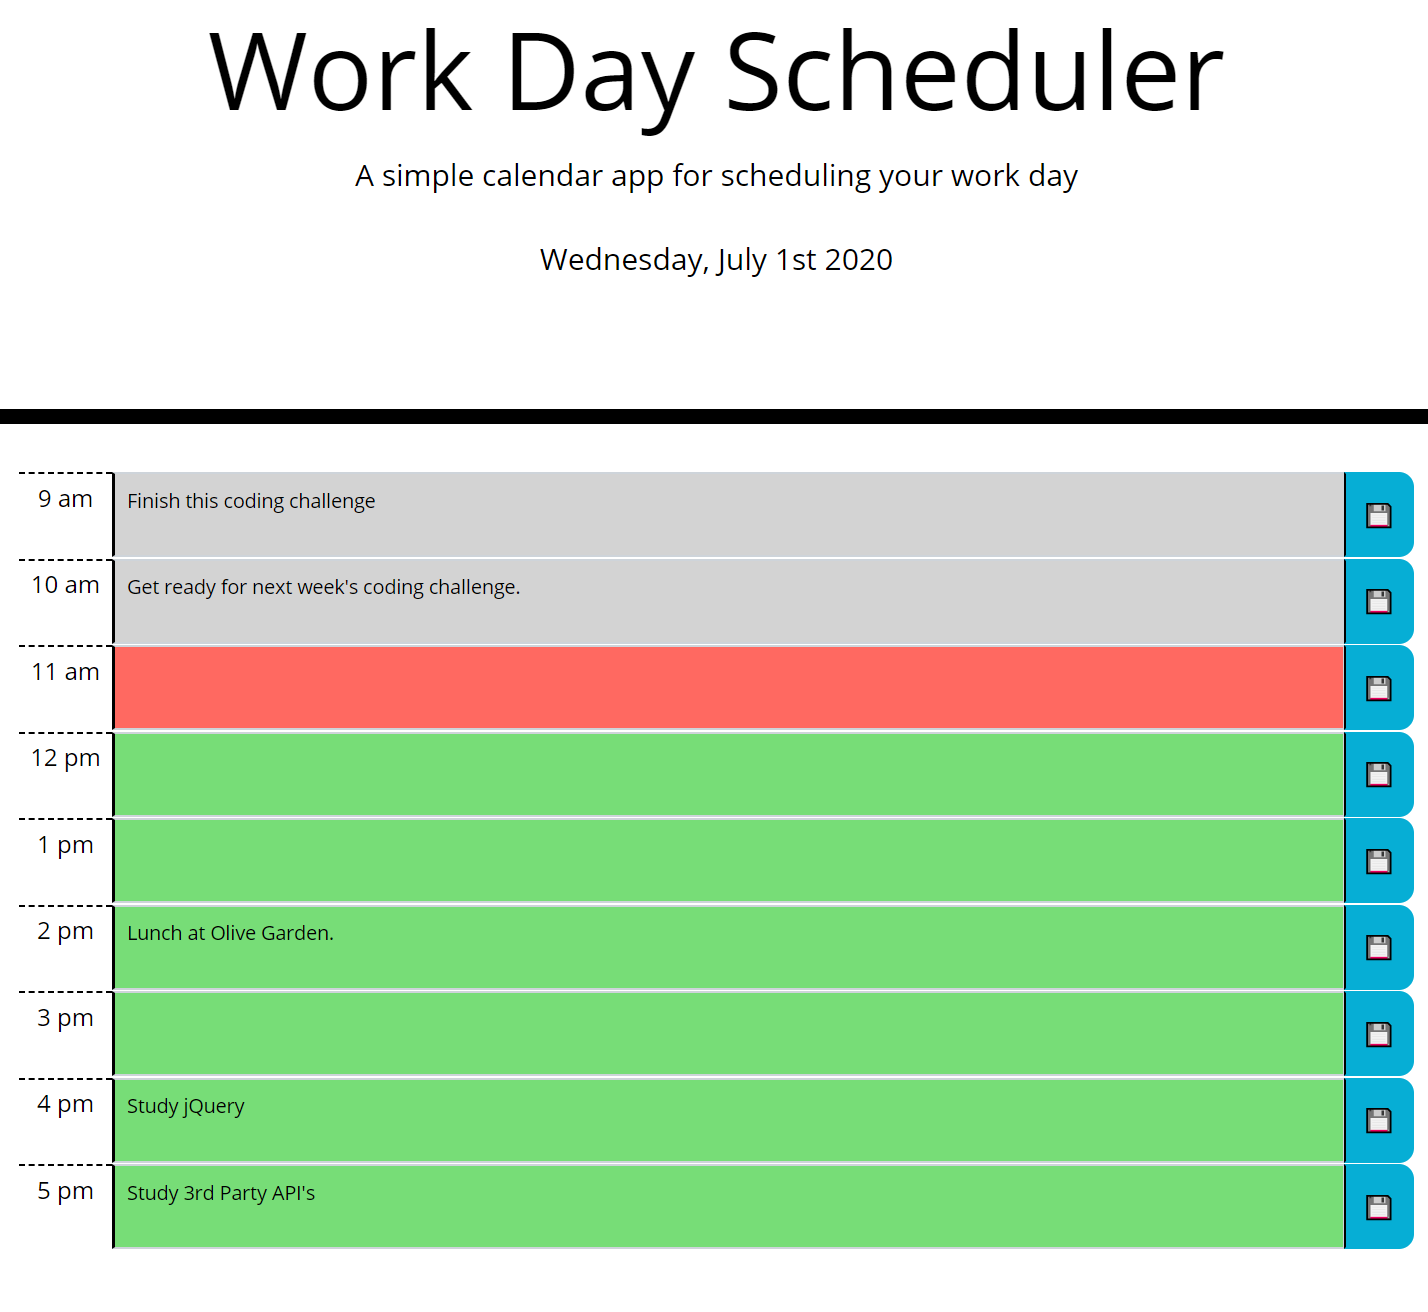 Work Day Scheduler
A simple calendar app for scheduling your work day
Wednesday, July 1st 2020
9 am
Finish this coding challenge
10 am
Get ready for next week's coding challenge.
11 am
12 pm
1 pm
2 pm
Lunch at Olive Garden.
3 pm
4 pm
Study jQuery
5 pm
Study 3rd Party API's